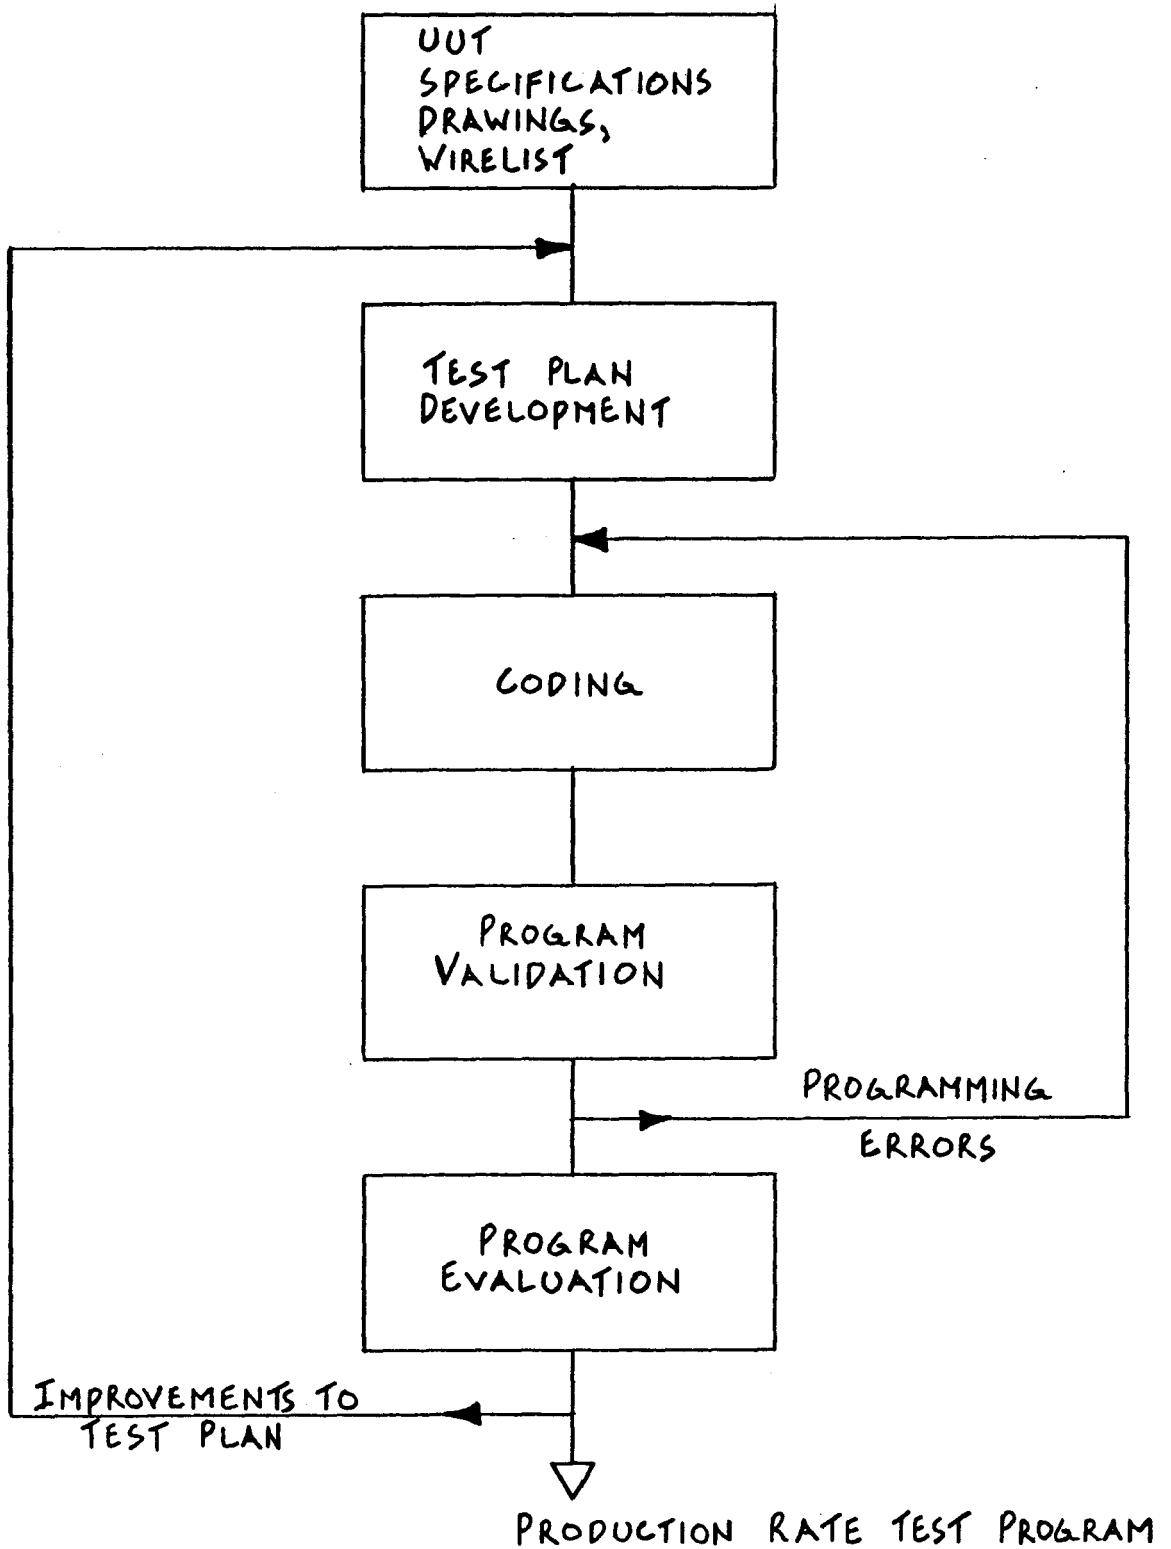 UUT
SPECIFICATIONS
DRAWINGS,
WIRELIST
TEST PLAN
DEVELOPMENT
CODING
PROGRAM
VALIDATION
PROGRAMMING
ERRORS
PROGRAM
EVALUATION
IMPROVEMENTS TO
TEST PLAN
PRODUCTION RATE TEST PROGRAM